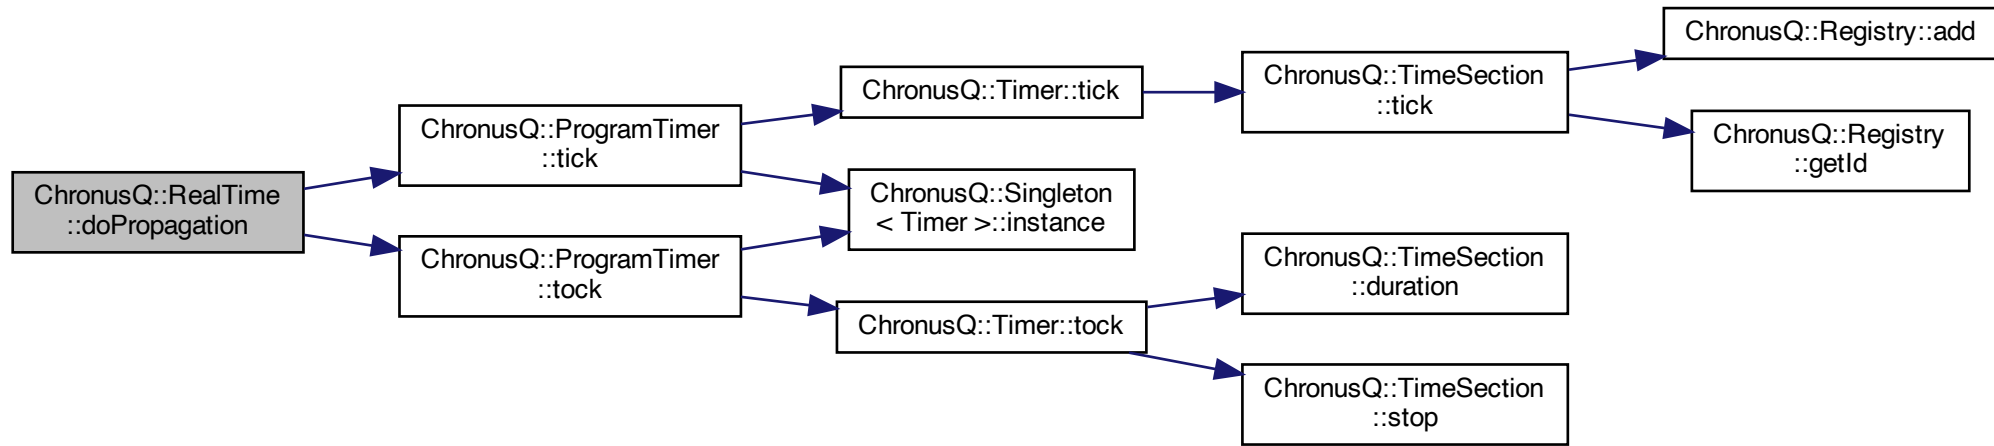 ChronusQ::RealTime
::doPropagation
ChronusQ::ProgramTimer
::tick
ChronusQ::ProgramTimer
::tock
ChronusQ::Timer::tick
ChronusQ::Singleton
< Timer >::instance
ChronusQ::Timer::tock
ChronusQ::TimeSection
::tick
ChronusQ::TimeSection
::duration
ChronusQ::TimeSection
::stop
ChronusQ::Registry::add
ChronusQ::Registry
::getId